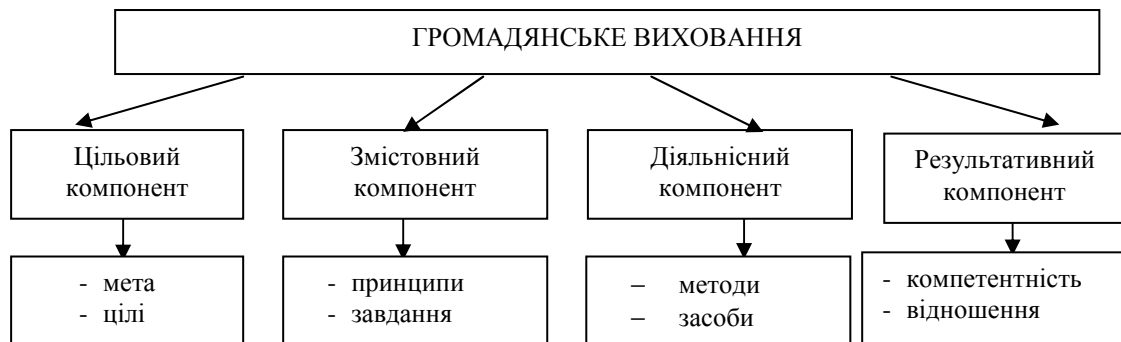 ГРОМАДЯНСЬКЕ ВИХОВАННЯ
Цільовий
компонент
Змістовний
компонент
Діяльнісний
компонент
Результативний
компонент
- мета
- цілі
- принципи
- завдання
– методи
– засоби
- компетентність
- відношення